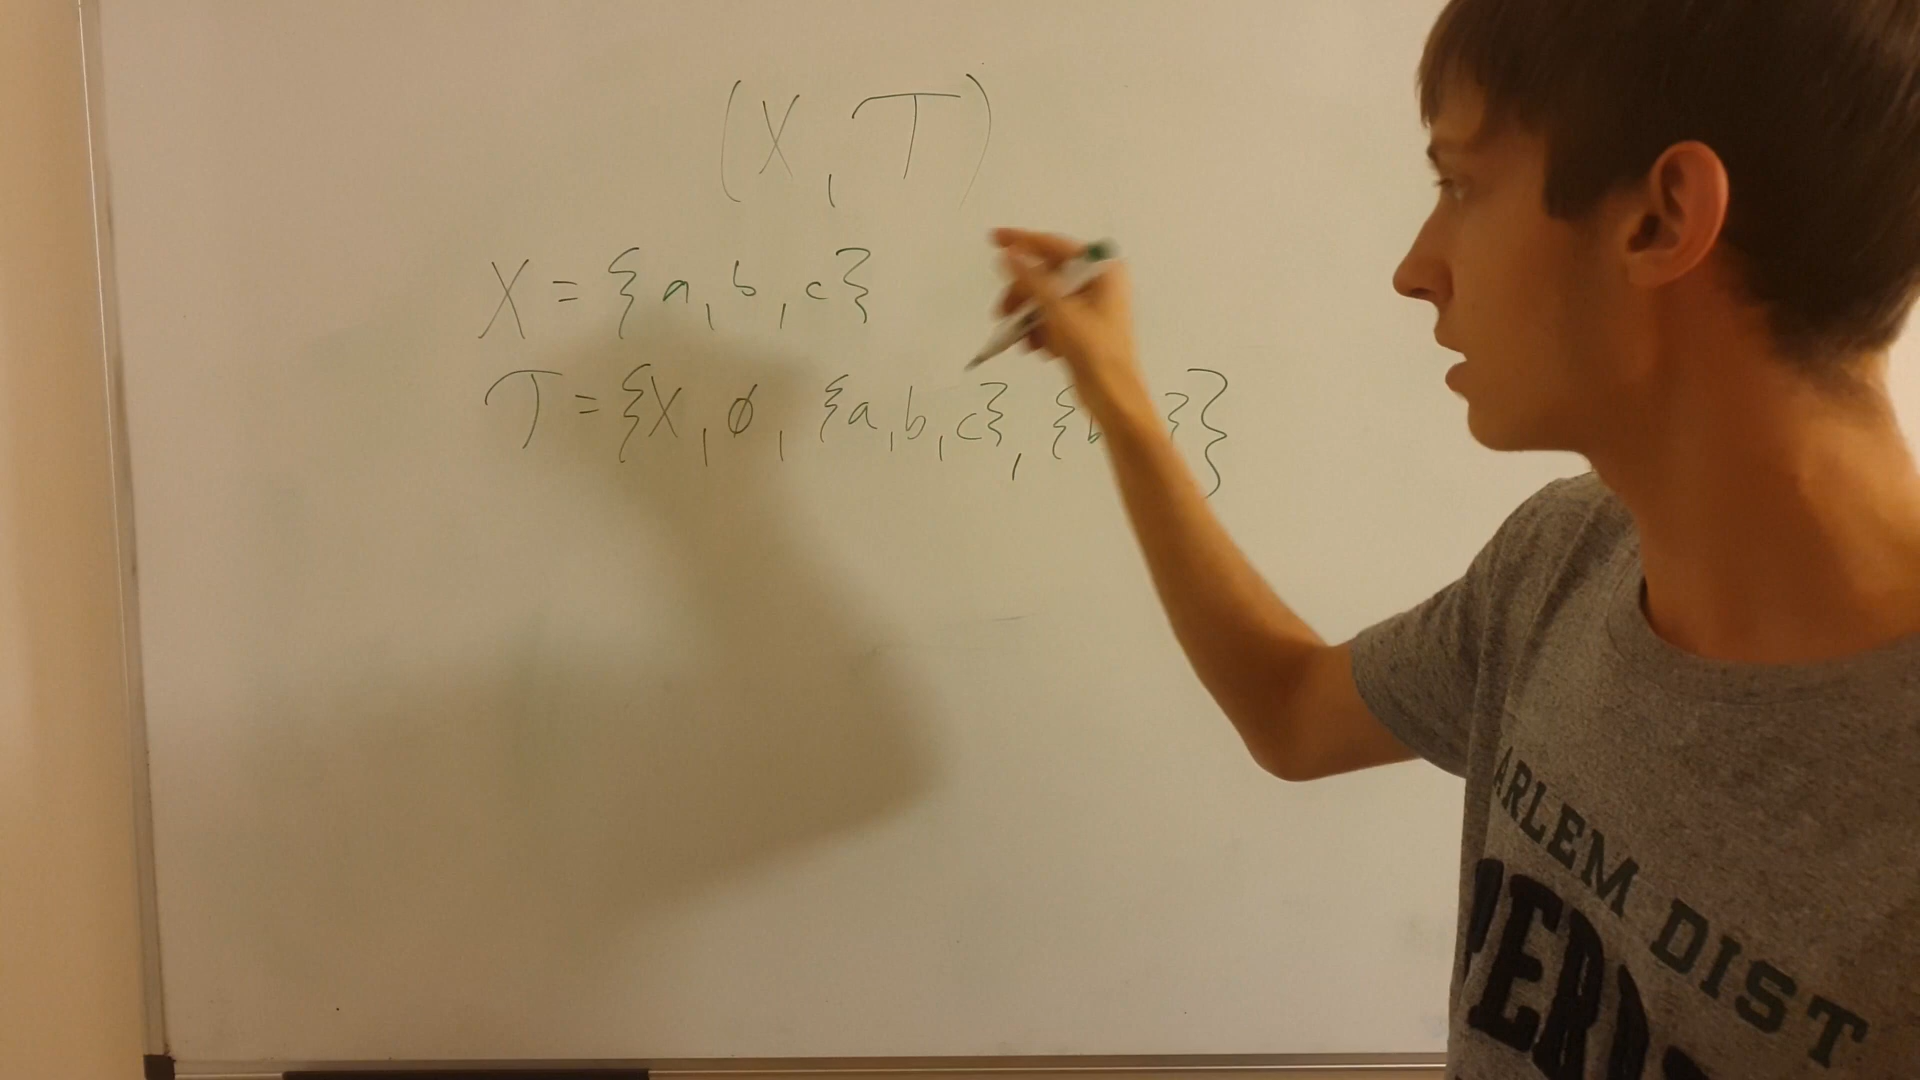 (X, T)
X = {a, b, c}
T = {X, ∅, {a, b, c}, {b }}
ARLEM DIST